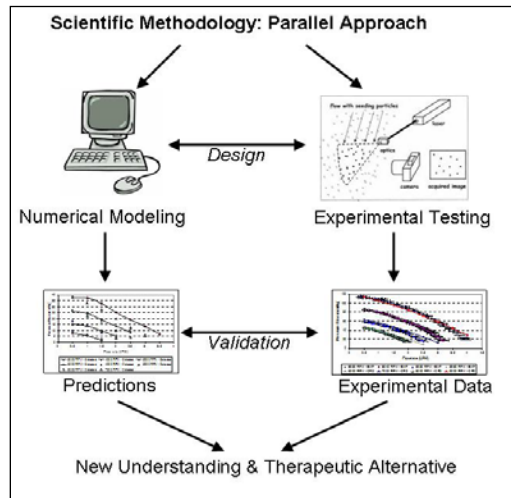 Scientific Methodology: Parallel Approach
flow with seeding particles
laser
optics
camera
acquired image
Design
Numerical Modeling
Experimental Testing
Validation
Predictions
Experimental Data
New Understanding & Therapeutic Alternative